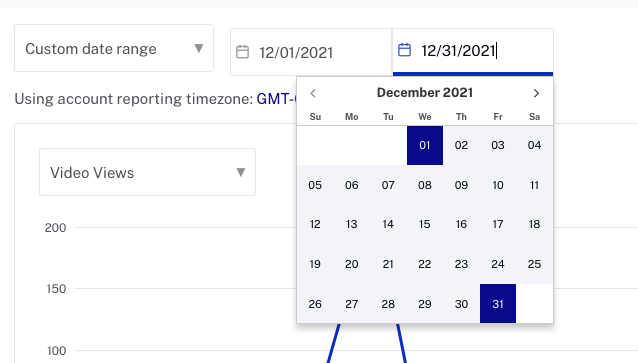 Custom date range ▼ 12/01/2021 12/31/2021
Using account reporting timezone: GMT-
December 2021
Su Mo Tu We Th Fr Sa
01 02 03 04
05 06 07 08 09 10 11
12 13 14 15 16 17 18
19 20 21 22 23 24 25
26 27 28 29 30 31
Video Views ▼
200
150
100